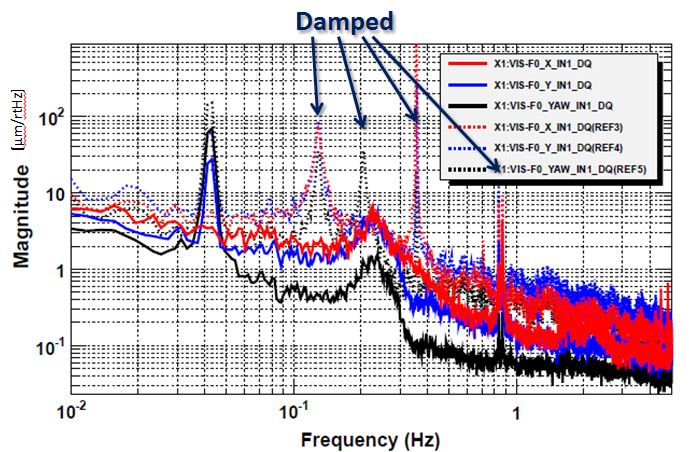 Damped
X1:VIS-F0_X_IN1_DQ
X1:VIS-F0_Y_IN1_DQ
X1:VIS-F0_YAW_IN1_DQ
X1:VIS-F0_X_IN1_DQ(REF3)
X1:VIS-F0_Y_IN1_DQ(REF4)
X1:VIS-F0_YAW_IN1_DQ(REF5)
[μm/rtHz]
Magnitude
10²
10
1
10⁻¹
10⁻²
10⁻¹
1
Frequency (Hz)